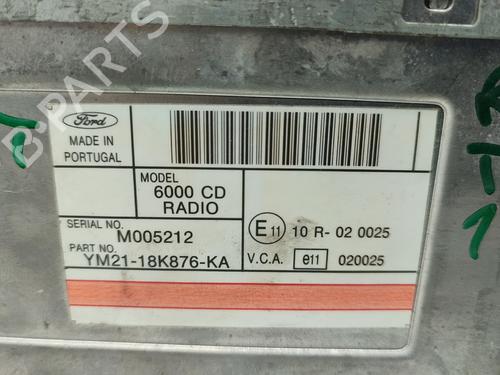 Ford
MADE IN
PORTUGAL
MODEL
6000 CD
RADIO
SERIAL NO.
M005212
PART NO.
YM21-18K876-KA
E11 10 R- 02 0025
V.C.A. e11 020025
B-PARTS
1